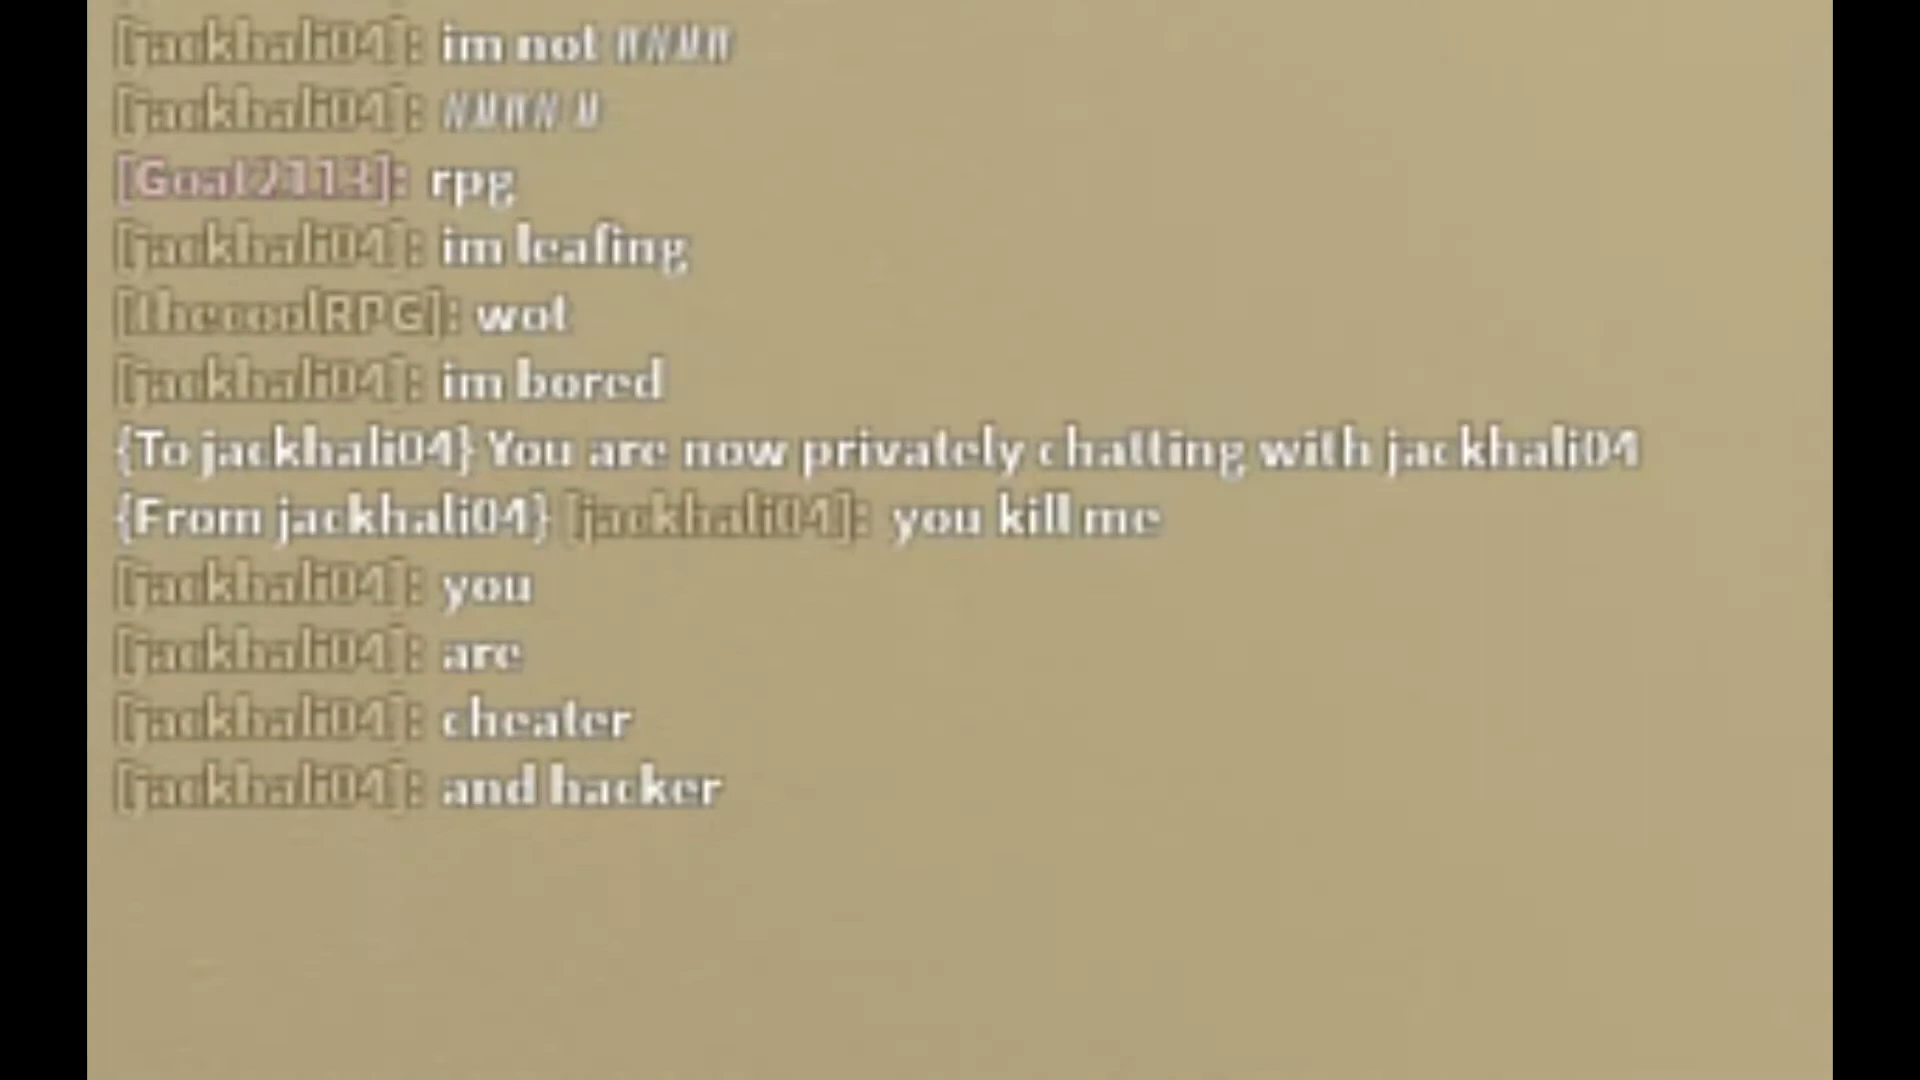 [jackhali04]: im not ####
[jackhali04]: #### #
[Goat2113]: rpg
[jackhali04]: im leafing
[thecoolRPG]: wot
[jackhali04]: im bored
{To jackhali04} You are now privately chatting with jackhali04
{From jackhali04} [jackhali04]: you kill me
[jackhali04]: you
[jackhali04]: are
[jackhali04]: cheater
[jackhali04]: and hacker